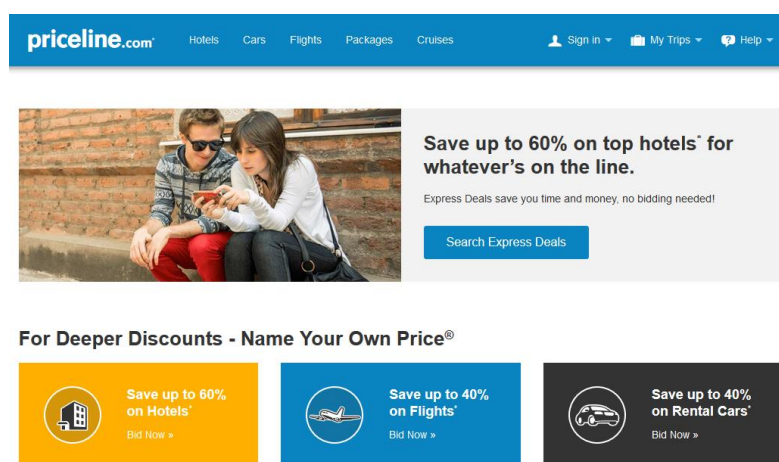 priceline.com
Hotels Cars Flights Packages Cruises Sign in My Trips Help
Save up to 60% on top hotels* for
whatever's on the line.
Express Deals save you time and money, no bidding needed!
Search Express Deals
For Deeper Discounts - Name Your Own Price®
Save up to 60%
on Hotels*
Bid Now »
Save up to 40%
on Flights*
Bid Now »
Save up to 40%
on Rental Cars*
Bid Now »